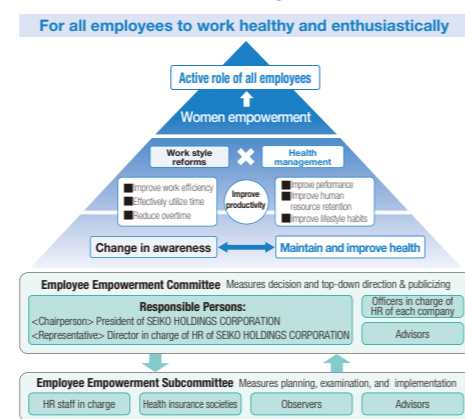 For all employees to work healthy and enthusiastically
Active role of all employees
Women empowerment
Work style
reforms
Health
management
■Improve work efficiency
■Effectively utilize time
■Reduce overtime
Improve
productivity
■Improve performance
■Improve human
resource retention
■Improve lifestyle habits
Change in awareness
Maintain and improve health
Employee Empowerment Committee Measures decision and top-down direction & publicizing
Responsible Persons:
<Chairperson> President of SEIKO HOLDINGS CORPORATION
<Representative> Director in charge of HR of SEIKO HOLDINGS CORPORATION
Officers in charge of
HR of each company
Advisors
Employee Empowerment Subcommittee Measures planning, examination, and implementation
HR staff in charge
Health insurance societies
Observers
Advisors